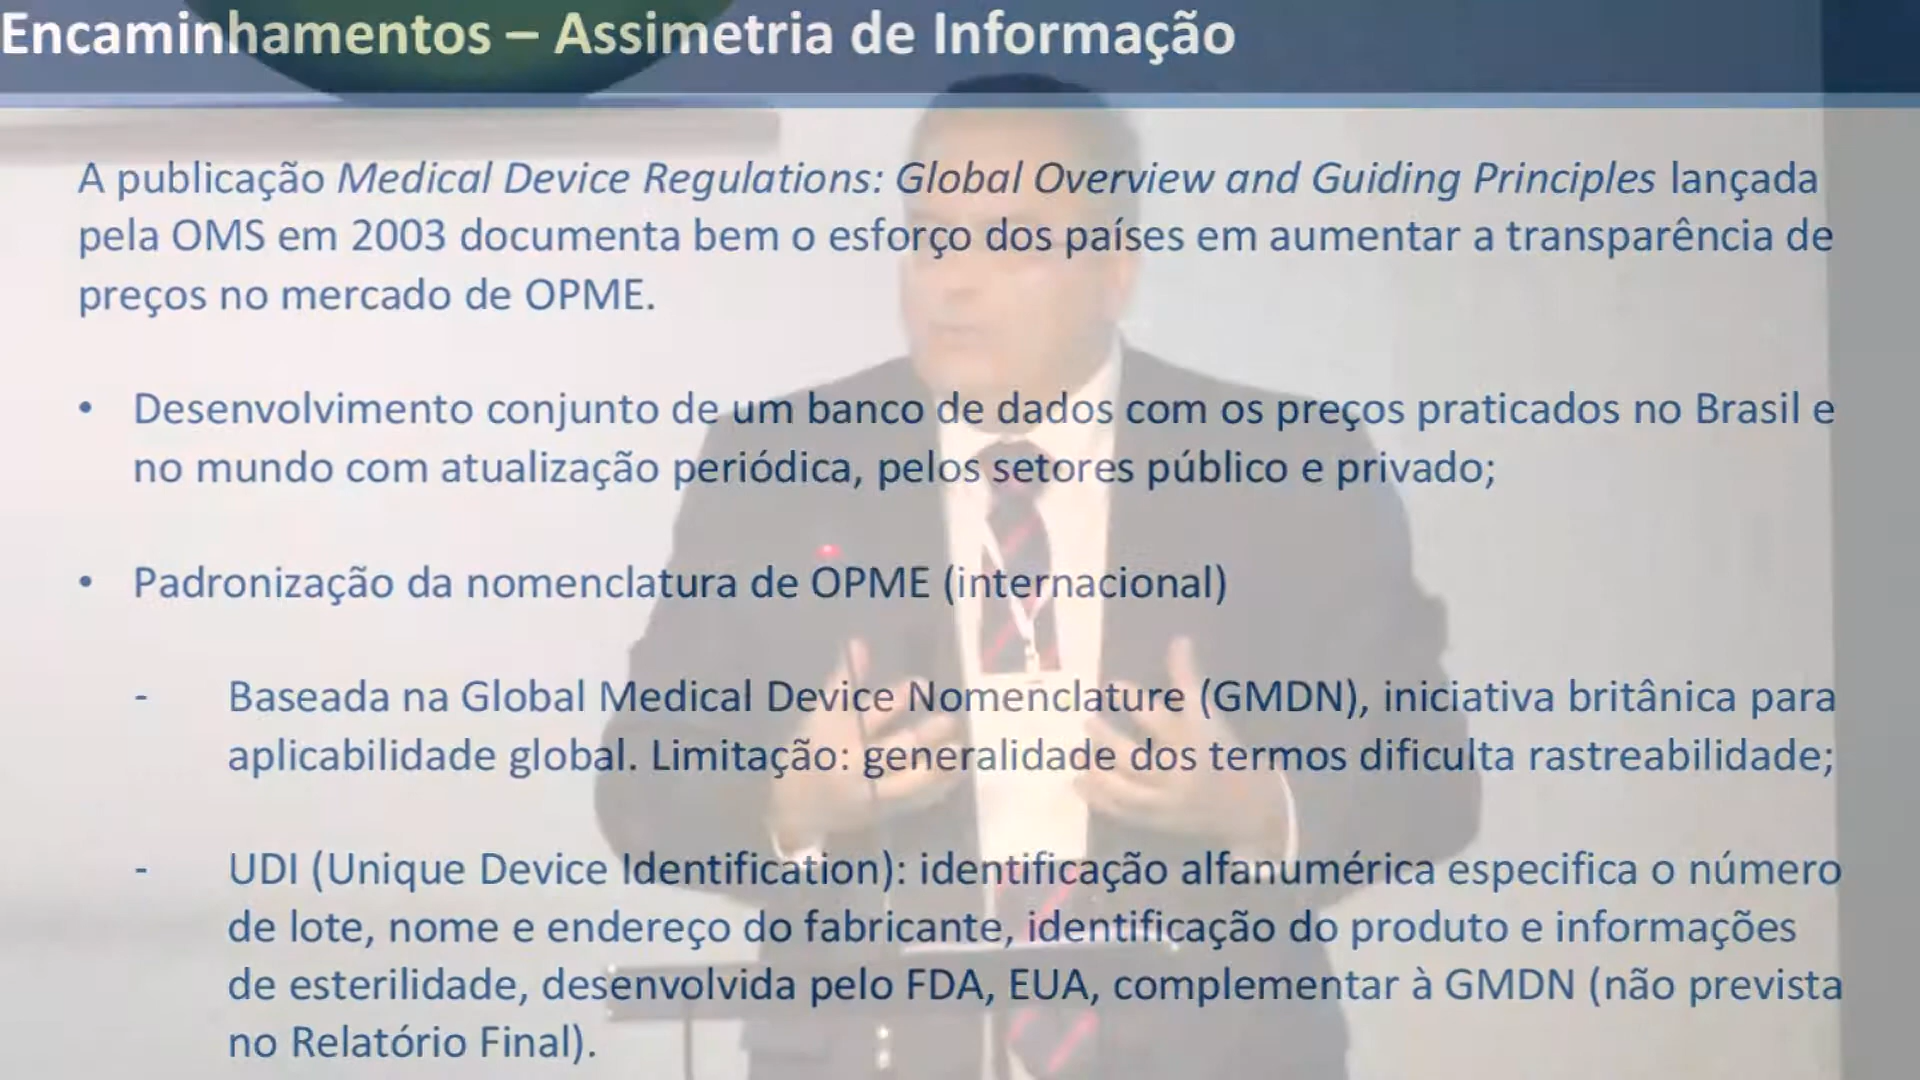 Encaminhamentos – Assimetria de Informação
A publicação Medical Device Regulations: Global Overview and Guiding Principles lançada
pela OMS em 2003 documenta bem o esforço dos países em aumentar a transparência de
preços no mercado de OPME.
• Desenvolvimento conjunto de um banco de dados com os preços praticados no Brasil e
no mundo com atualização periódica, pelos setores público e privado;
• Padronização da nomenclatura de OPME (internacional)
- Baseada na Global Medical Device Nomenclature (GMDN), iniciativa britânica para
aplicabilidade global. Limitação: generalidade dos termos dificulta rastreabilidade;
- UDI (Unique Device Identification): identificação alfanumérica especifica o número
de lote, nome e endereço do fabricante, identificação do produto e informações
de esterilidade, desenvolvida pelo FDA, EUA, complementar à GMDN (não prevista
no Relatório Final).